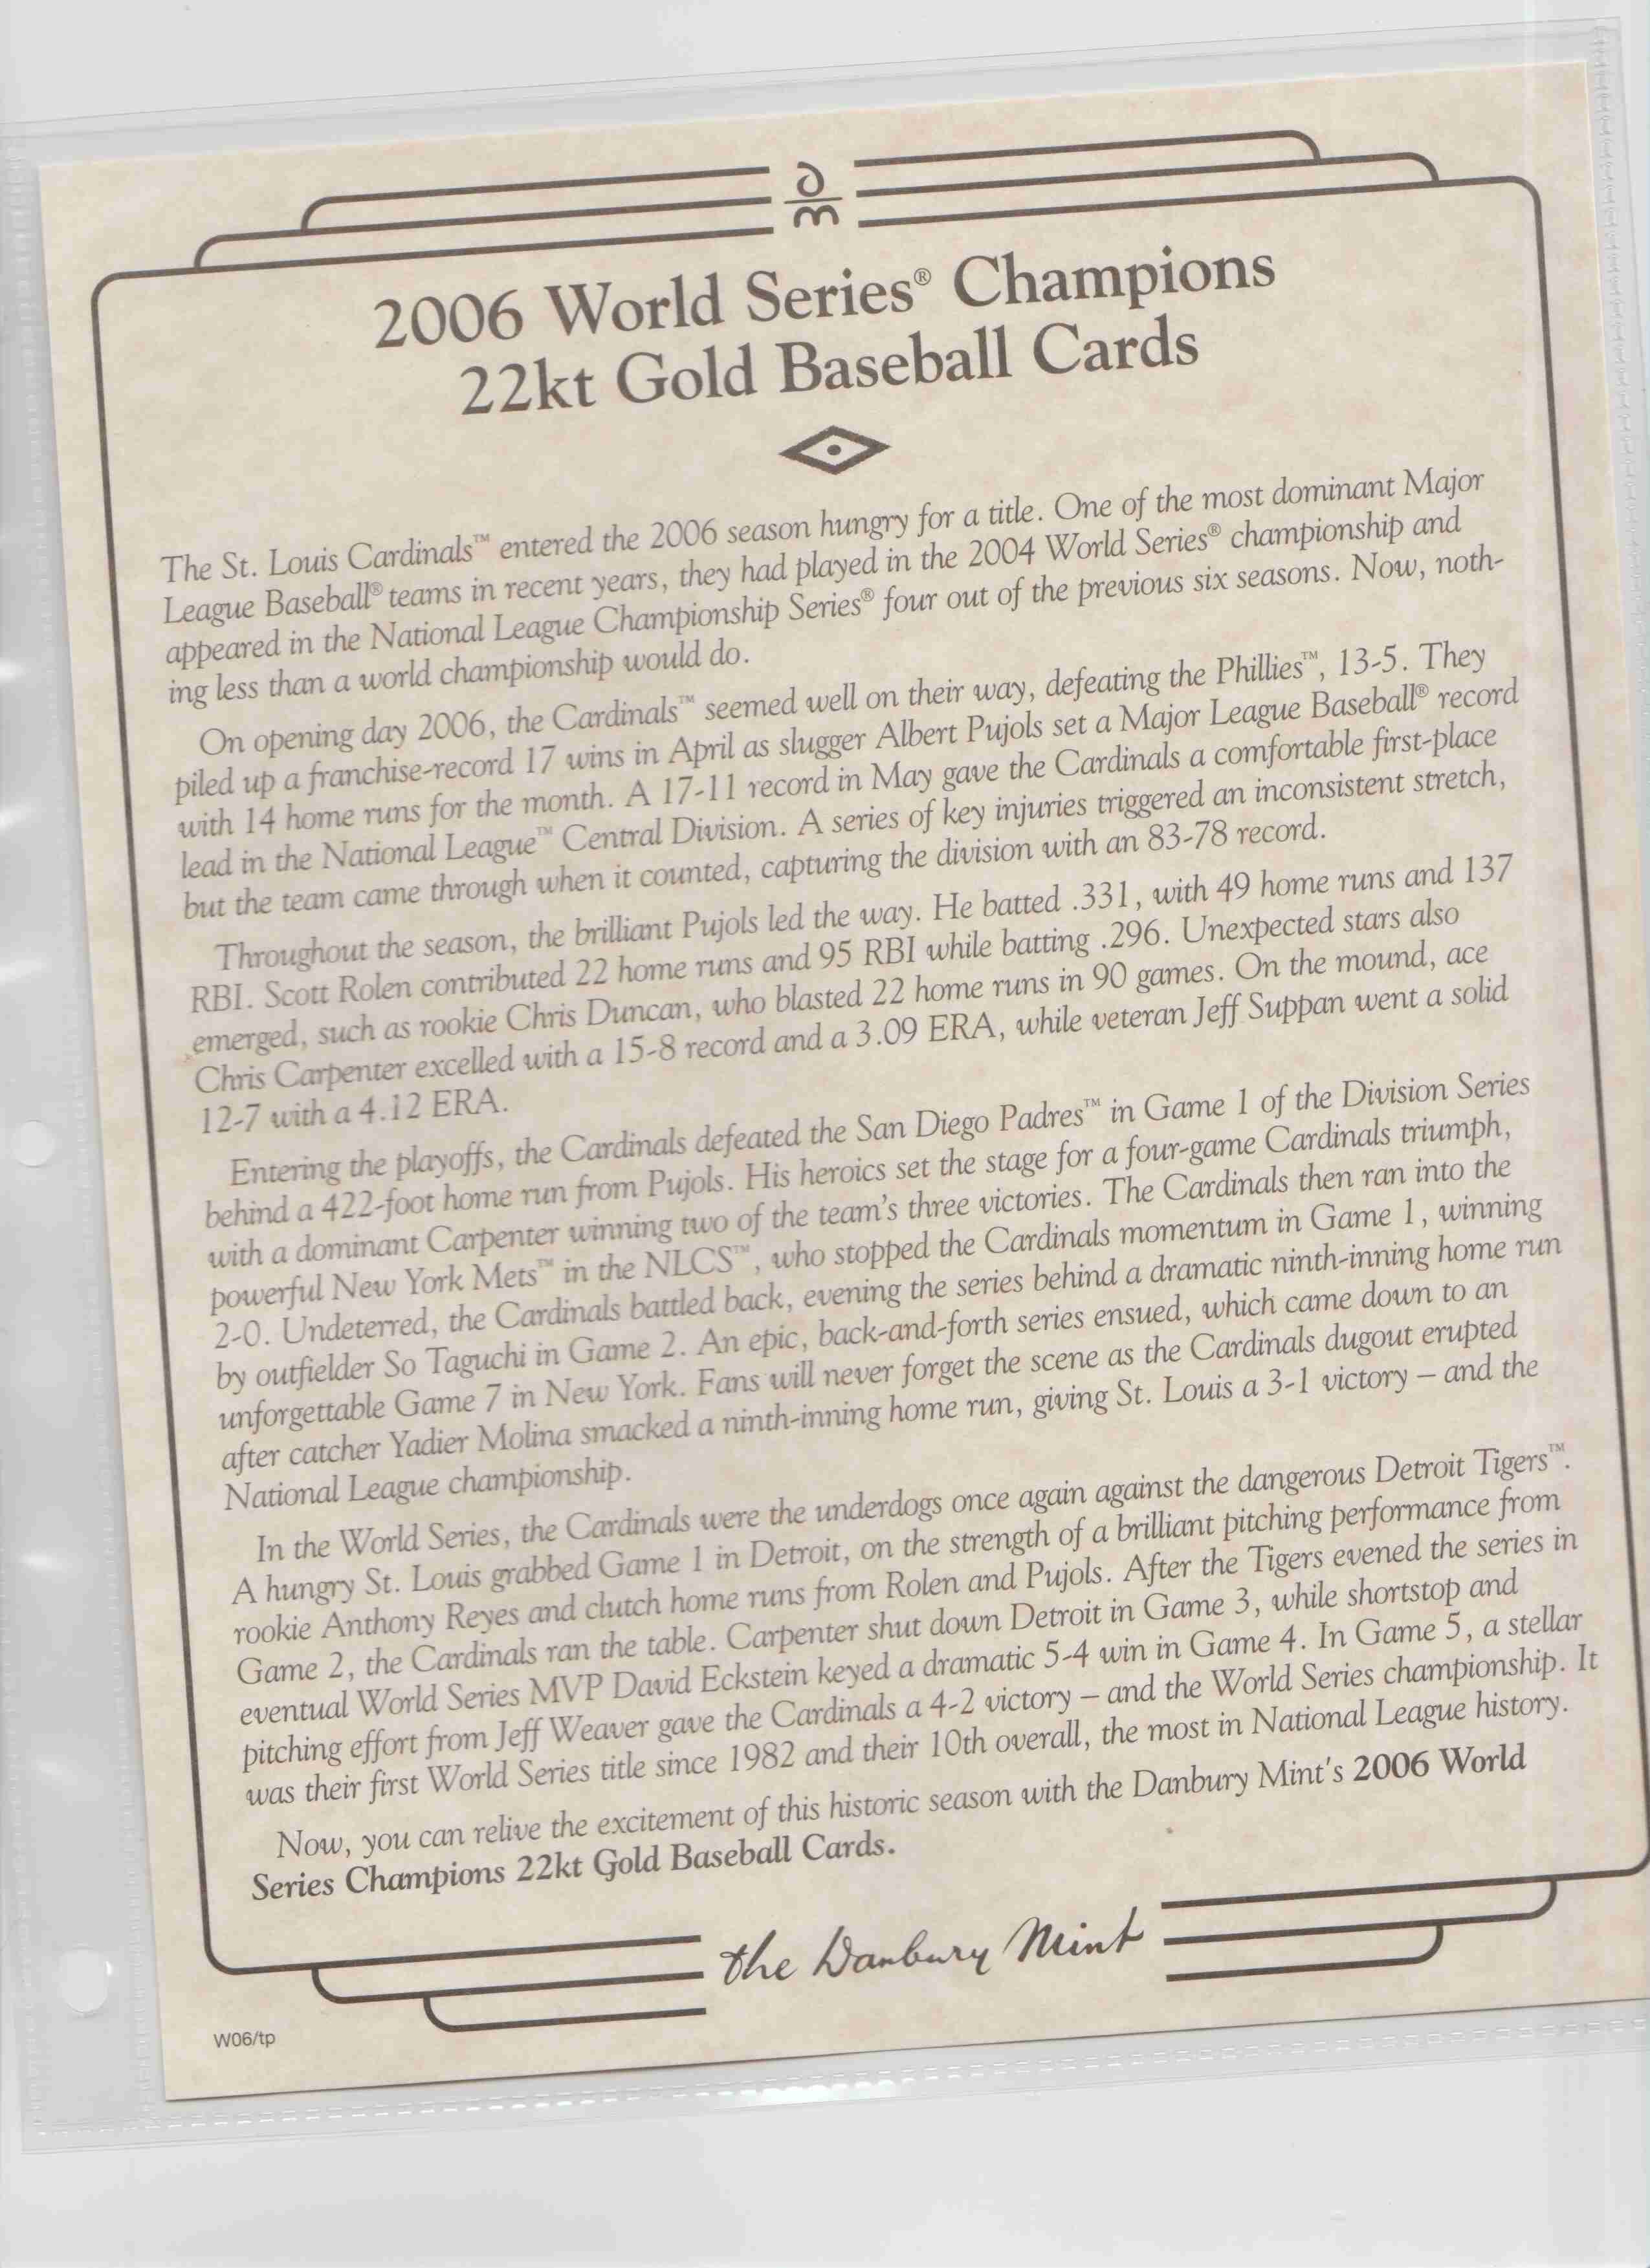 2006 World Series® Champions
22kt Gold Baseball Cards
The St. Louis Cardinals™ entered the 2006 season hungry for a title. One of the most dominant Major
League Baseball® teams in recent years, they had played in the 2004 World Series® championship and
appeared in the National League Championship Series® four out of the previous six seasons. Now, noth-
ing less than a world championship would do.
On opening day 2006, the Cardinals™ seemed well on their way, defeating the Phillies™, 13-5. They
piled up a franchise-record 17 wins in April as slugger Albert Pujols set a Major League Baseball® record
with 14 home runs for the month. A 17-11 record in May gave the Cardinals a comfortable first-place
lead in the National League™ Central Division. A series of key injuries triggered an inconsistent stretch,
but the team came through when it counted, capturing the division with an 83-78 record.
Throughout the season, the brilliant Pujols led the way. He batted .331, with 49 home runs and 137
RBI. Scott Rolen contributed 22 home runs and 95 RBI while batting .296. Unexpected stars also
emerged, such as rookie Chris Duncan, who blasted 22 home runs in 90 games. On the mound, ace
Chris Carpenter excelled with a 15-8 record and a 3.09 ERA, while veteran Jeff Suppan went a solid
12-7 with a 4.12 ERA.
Entering the playoffs, the Cardinals defeated the San Diego Padres™ in Game 1 of the Division Series
behind a 422-foot home run from Pujols. His heroics set the stage for a four-game Cardinals triumph,
with a dominant Carpenter winning two of the team's three victories. The Cardinals then ran into the
powerful New York Mets™ in the NLCS™, who stopped the Cardinals momentum in Game 1, winning
2-0. Undeterred, the Cardinals battled back, evening the series behind a dramatic ninth-inning home run
by outfielder So Taguchi in Game 2. An epic, back-and-forth series ensued, which came down to an
unforgettable Game 7 in New York. Fans will never forget the scene as the Cardinals dugout erupted
after catcher Yadier Molina smacked a ninth-inning home run, giving St. Louis a 3-1 victory – and the
National League championship.
In the World Series, the Cardinals were the underdogs once again against the dangerous Detroit Tigers™.
A hungry St. Louis grabbed Game 1 in Detroit, on the strength of a brilliant pitching performance from
rookie Anthony Reyes and clutch home runs from Rolen and Pujols. After the Tigers evened the series in
Game 2, the Cardinals ran the table. Carpenter shut down Detroit in Game 3, while shortstop and
eventual World Series MVP David Eckstein keyed a dramatic 5-4 win in Game 4. In Game 5, a stellar
pitching effort from Jeff Weaver gave the Cardinals a 4-2 victory – and the World Series championship. It
was their first World Series title since 1982 and their 10th overall, the most in National League history.
Now, you can relive the excitement of this historic season with the Danbury Mint's 2006 World
Series Champions 22kt Gold Baseball Cards.
the Danbury Mint
W06/tp